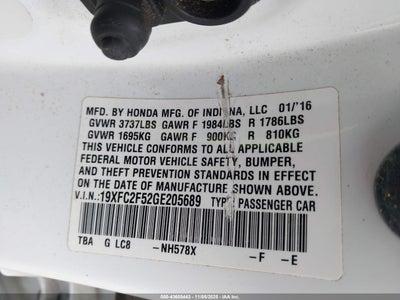 MFD. BY HONDA MFG. OF INDIANA, LLC 01/'16
GVWR 3737LBS GAWR F 1984LBS R 1786LBS
GVWR 1695KG GAWR F 900KG R 810KG
THIS VEHICLE CONFORMS TO ALL APPLICABLE
FEDERAL MOTOR VEHICLE SAFETY, BUMPER,
AND THEFT PREVENTION STANDARDS IN EFFECT
ON THE DATE OF MANUFACTURE SHOWN ABOVE.
V.I.N.: 19XFC2F52GE205689 TYPE: PASSENGER CAR
TBA G LC8 -NH578X -F -E